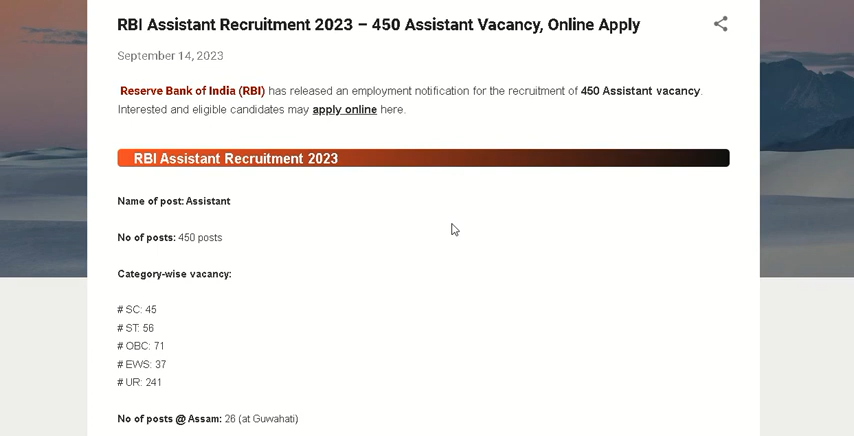 RBI Assistant Recruitment 2023 – 450 Assistant Vacancy, Online Apply
September 14, 2023
Reserve Bank of India (RBI) has released an employment notification for the recruitment of 450 Assistant vacancy.
Interested and eligible candidates may apply online here.
RBI Assistant Recruitment 2023
Name of post: Assistant
No of posts: 450 posts
Category-wise vacancy:
# SC: 45
# ST: 56
# OBC: 71
# EWS: 37
# UR: 241
No of posts @ Assam: 26 (at Guwahati)